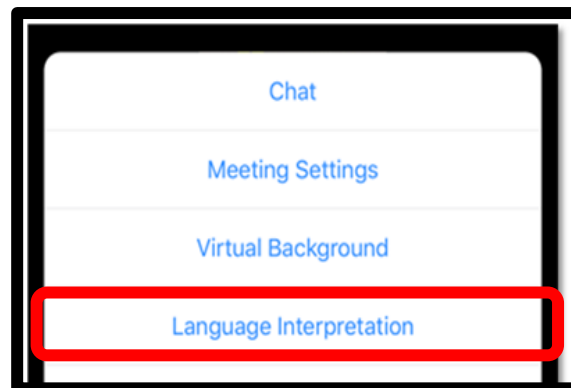 Chat
Meeting Settings
Virtual Background
Language Interpretation